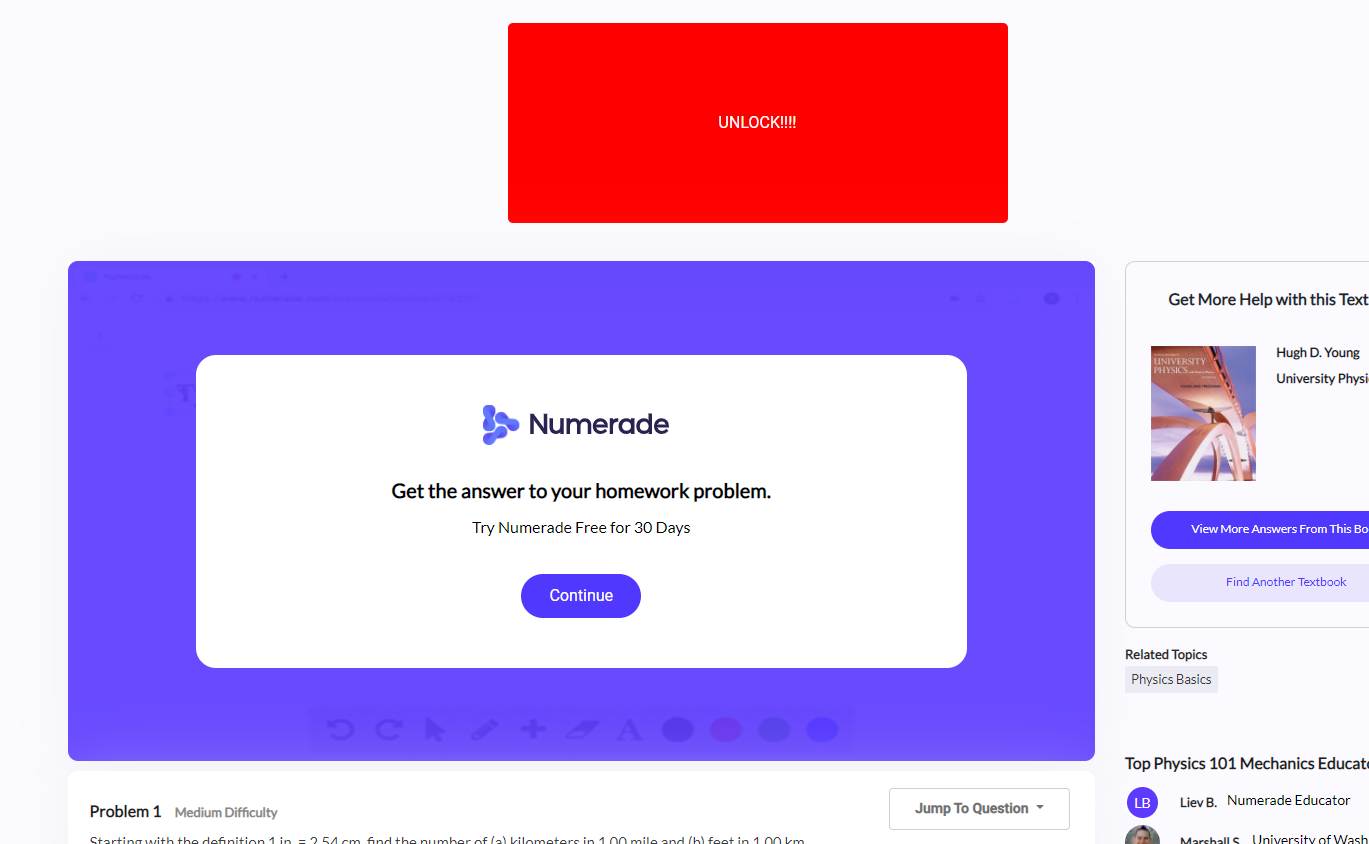 UNLOCK!!!!
Numerade
Get the answer to your homework problem.
Try Numerade Free for 30 Days
Continue
Problem 1 Medium Difficulty
Jump To Question
Starting with the definition 1 in. = 2.54 cm, find the number of (a) kilometers in 1.00 mile and (b) feet in 1.00 km.
Get More Help with this Text
UNIVERSITY
PHYSICS
Hugh D. Young
University Physi
View More Answers From This Bo
Find Another Textbook
Related Topics
Physics Basics
Top Physics 101 Mechanics Educato
LB Liev B. Numerade Educator
Marshall S. University of Wash